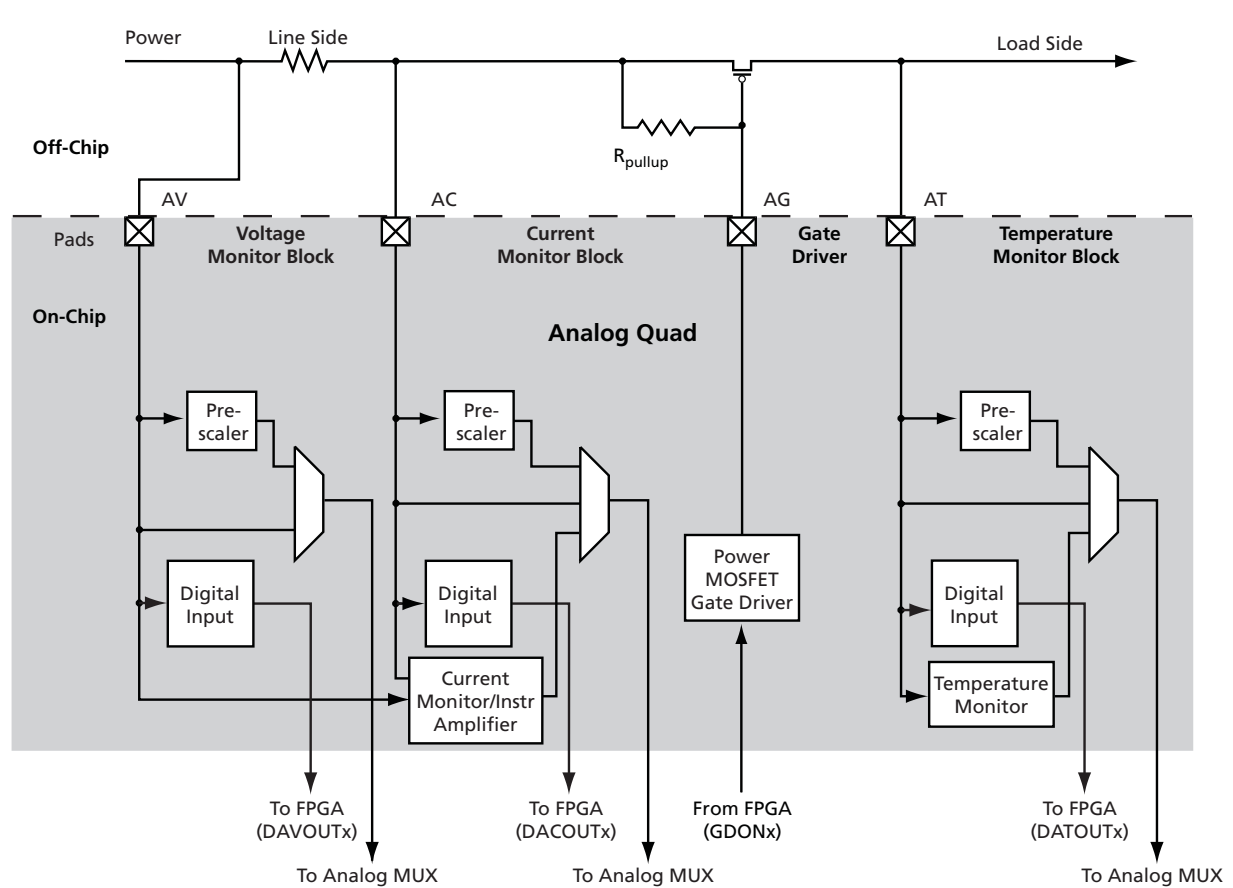 Power
Line Side
Load Side
Off-Chip
Rpullup
AV
AC
AG
AT
Pads
Voltage
Monitor Block
Current
Monitor Block
Gate
Driver
Temperature
Monitor Block
On-Chip
Analog Quad
Pre-
scaler
Pre-
scaler
Pre-
scaler
Power
MOSFET
Gate Driver
Digital
Input
Digital
Input
Digital
Input
Current
Monitor/Instr
Amplifier
Temperature
Monitor
To FPGA
(DAVOUTx)
To FPGA
(DACOUTx)
From FPGA
(GDONx)
To FPGA
(DATOUTx)
To Analog MUX
To Analog MUX
To Analog MUX